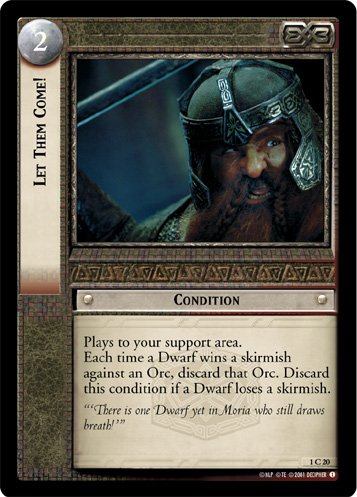 2
LET THEM COME!
CONDITION
Plays to your support area.
Each time a Dwarf wins a skirmish
against an Orc, discard that Orc. Discard
this condition if a Dwarf loses a skirmish.
“‘There is one Dwarf yet in Moria who still draws
breath!’”
1 C 20
©NLP ™TE ©2001 DECIPHER